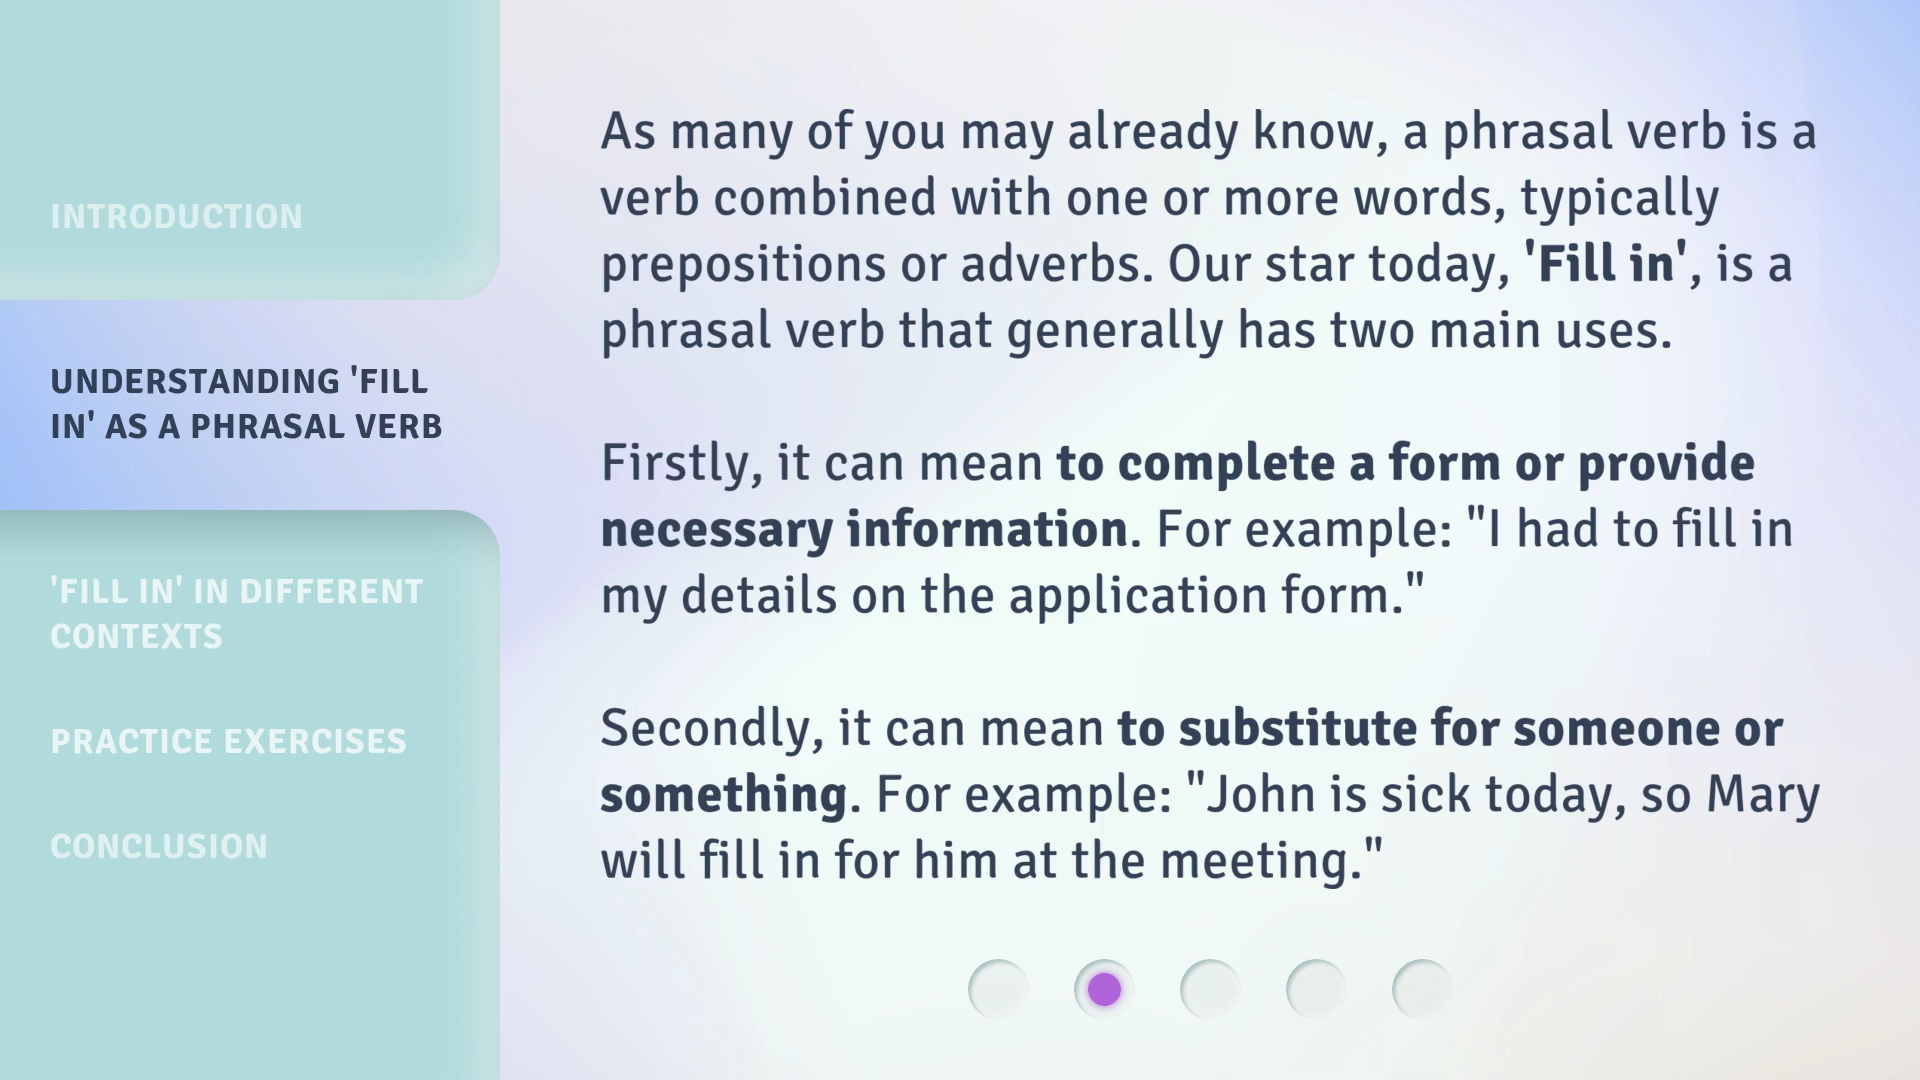 INTRODUCTION
UNDERSTANDING 'FILL
IN' AS A PHRASAL VERB
'FILL IN' IN DIFFERENT
CONTEXTS
PRACTICE EXERCISES
CONCLUSION
As many of you may already know, a phrasal verb is a
verb combined with one or more words, typically
prepositions or adverbs. Our star today, 'Fill in', is a
phrasal verb that generally has two main uses.
Firstly, it can mean to complete a form or provide
necessary information. For example: "I had to fill in
my details on the application form."
Secondly, it can mean to substitute for someone or
something. For example: "John is sick today, so Mary
will fill in for him at the meeting."